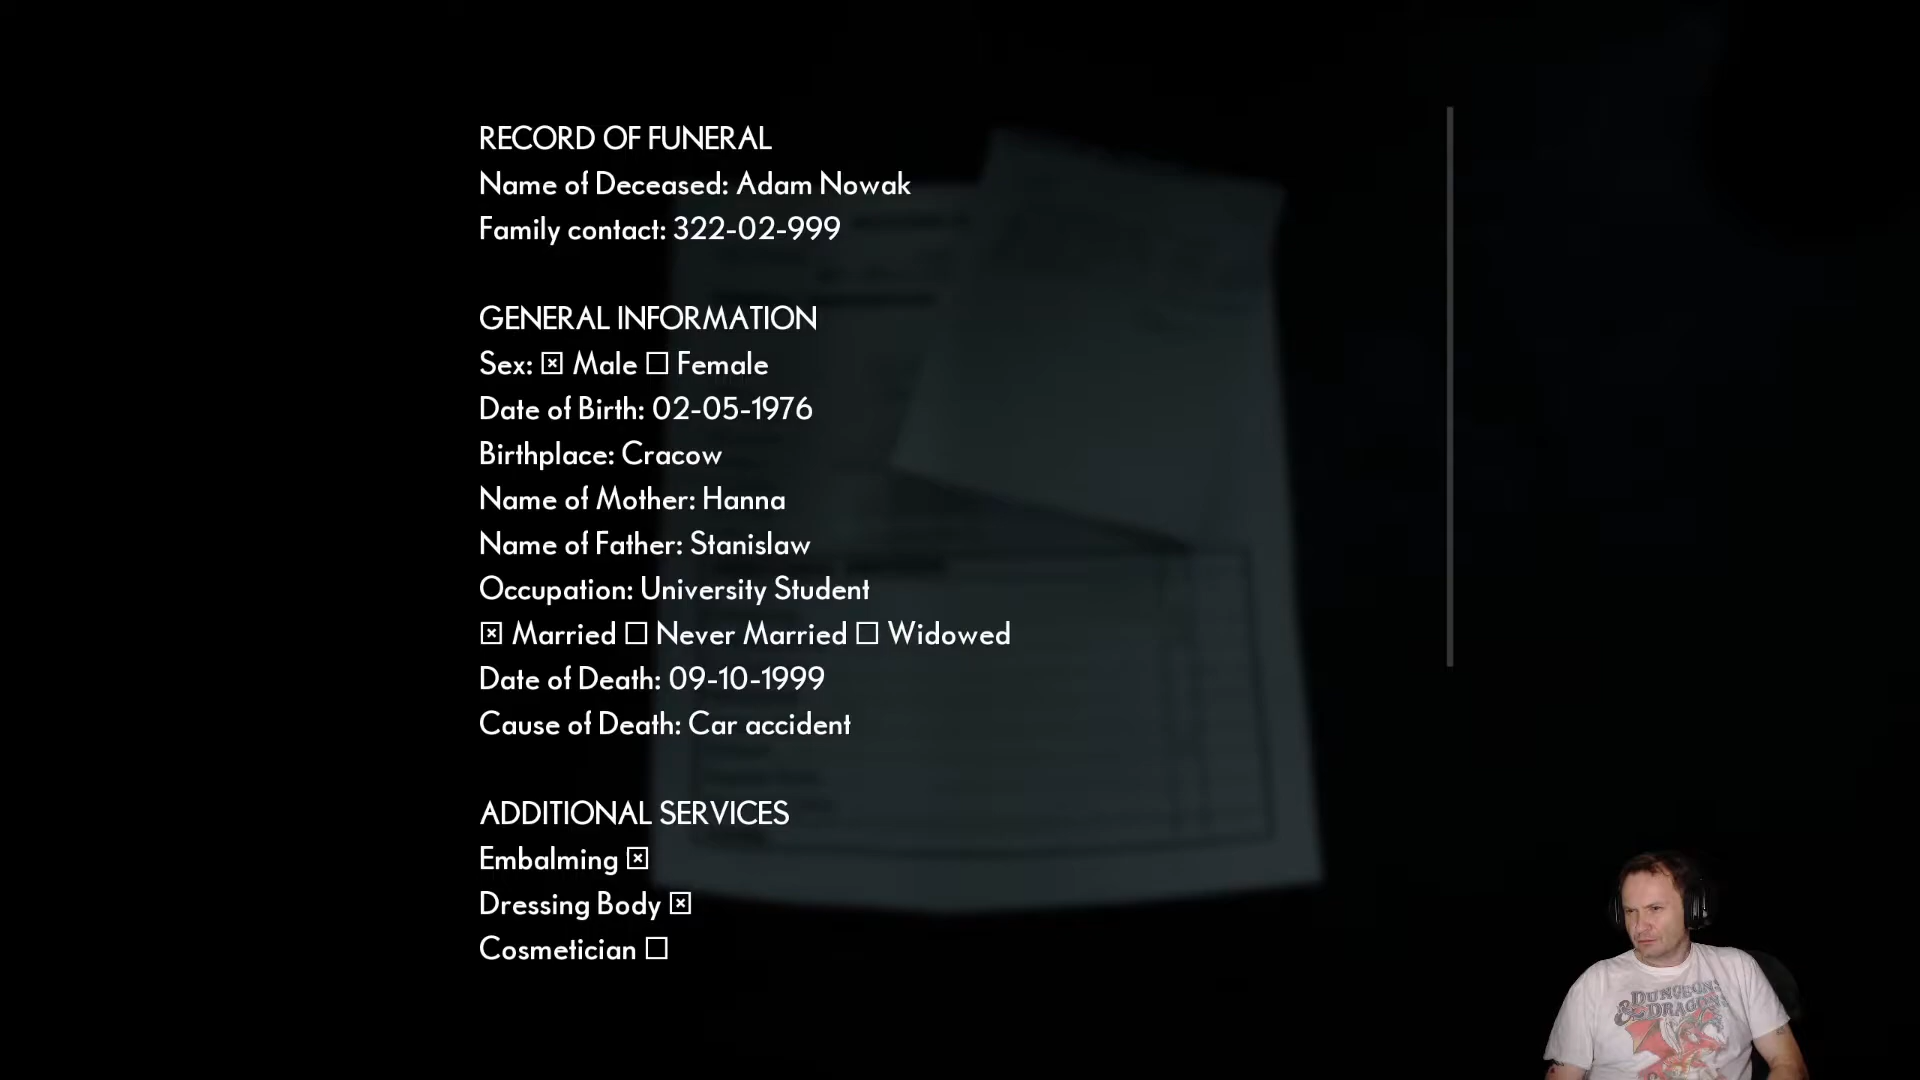 RECORD OF FUNERAL
Name of Deceased: Adam Nowak
Family contact: 322-02-999
GENERAL INFORMATION
Sex: ☒ Male ☐ Female
Date of Birth: 02-05-1976
Birthplace: Cracow
Name of Mother: Hanna
Name of Father: Stanislaw
Occupation: University Student
☒ Married ☐ Never Married ☐ Widowed
Date of Death: 09-10-1999
Cause of Death: Car accident
ADDITIONAL SERVICES
Embalming ☒
Dressing Body ☒
Cosmetician ☐
DUNGEONS
& DRAGONS